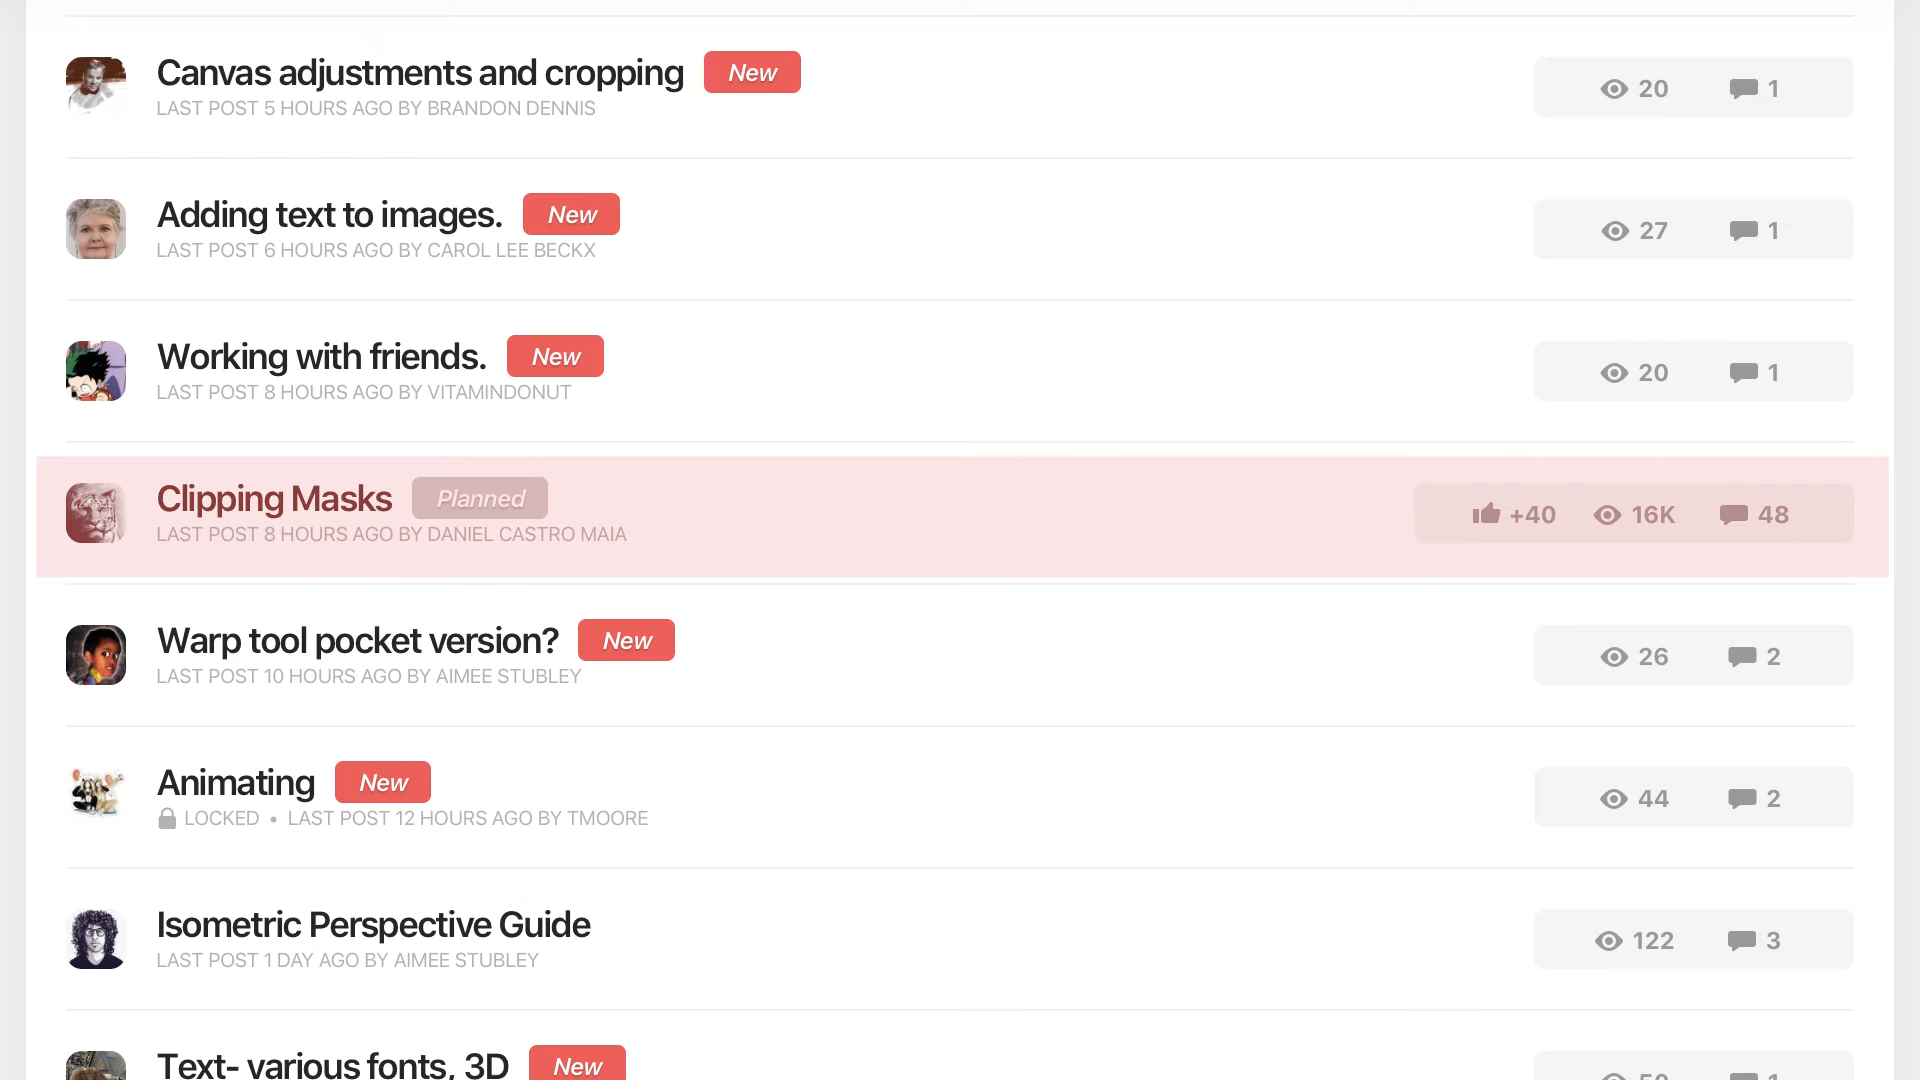 Canvas adjustments and cropping New
LAST POST 5 HOURS AGO BY BRANDON DENNIS
20 1
Adding text to images. New
LAST POST 6 HOURS AGO BY CAROL LEE BECKX
27 1
Working with friends. New
LAST POST 8 HOURS AGO BY VITAMINDONUT
20 1
Clipping Masks Planned
LAST POST 8 HOURS AGO BY DANIEL CASTRO MAIA
+40 16K 48
Warp tool pocket version? New
LAST POST 10 HOURS AGO BY AIMEE STUBLEY
26 2
Animating New
LOCKED • LAST POST 12 HOURS AGO BY TMOORE
44 2
Isometric Perspective Guide
LAST POST 1 DAY AGO BY AIMEE STUBLEY
122 3
Text- various fonts, 3D New